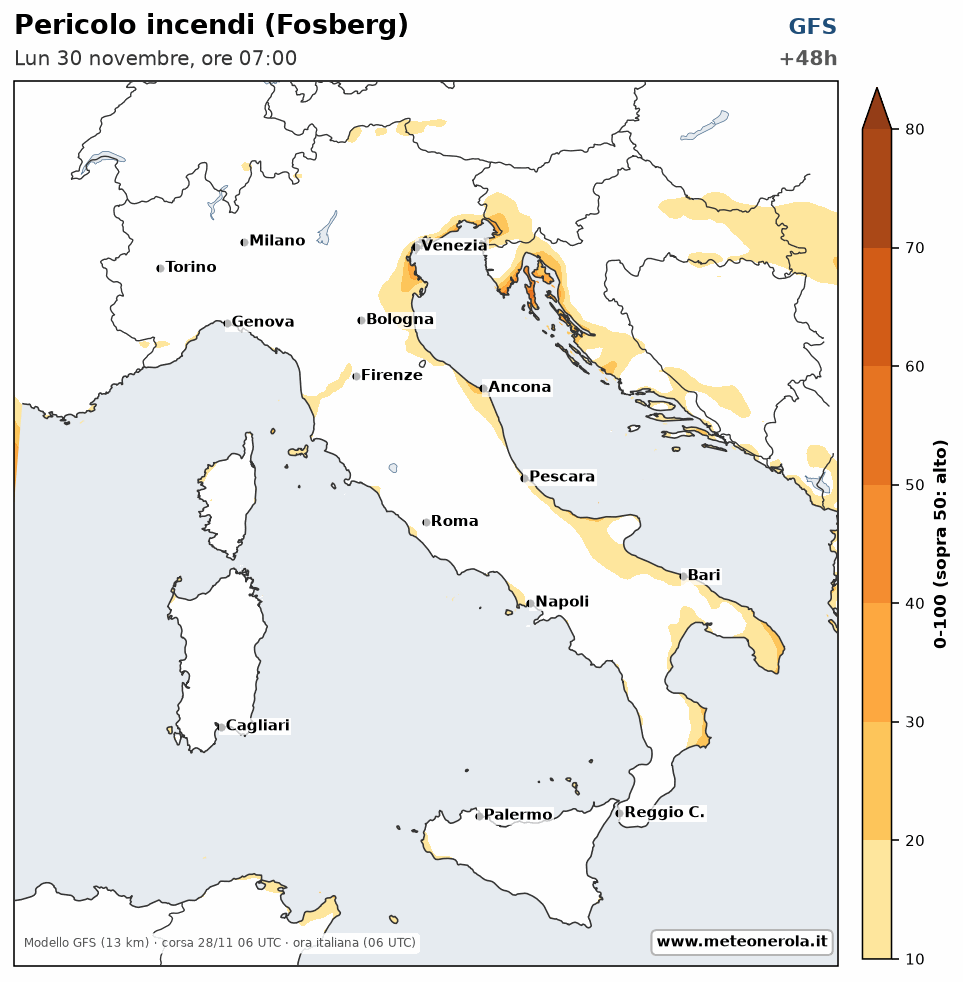 Pericolo incendi (Fosberg)
GFS
Lun 30 novembre, ore 07:00
+48h
Milano
Venezia
Torino
Genova
Bologna
Firenze
Ancona
Pescara
Roma
Bari
Napoli
Cagliari
Palermo
Reggio C.
80
70
60
50
40
30
20
10
0-100 (sopra 50: alto)
Modello GFS (13 km) · corsa 28/11 06 UTC · ora italiana (06 UTC)
www.meteonerola.it